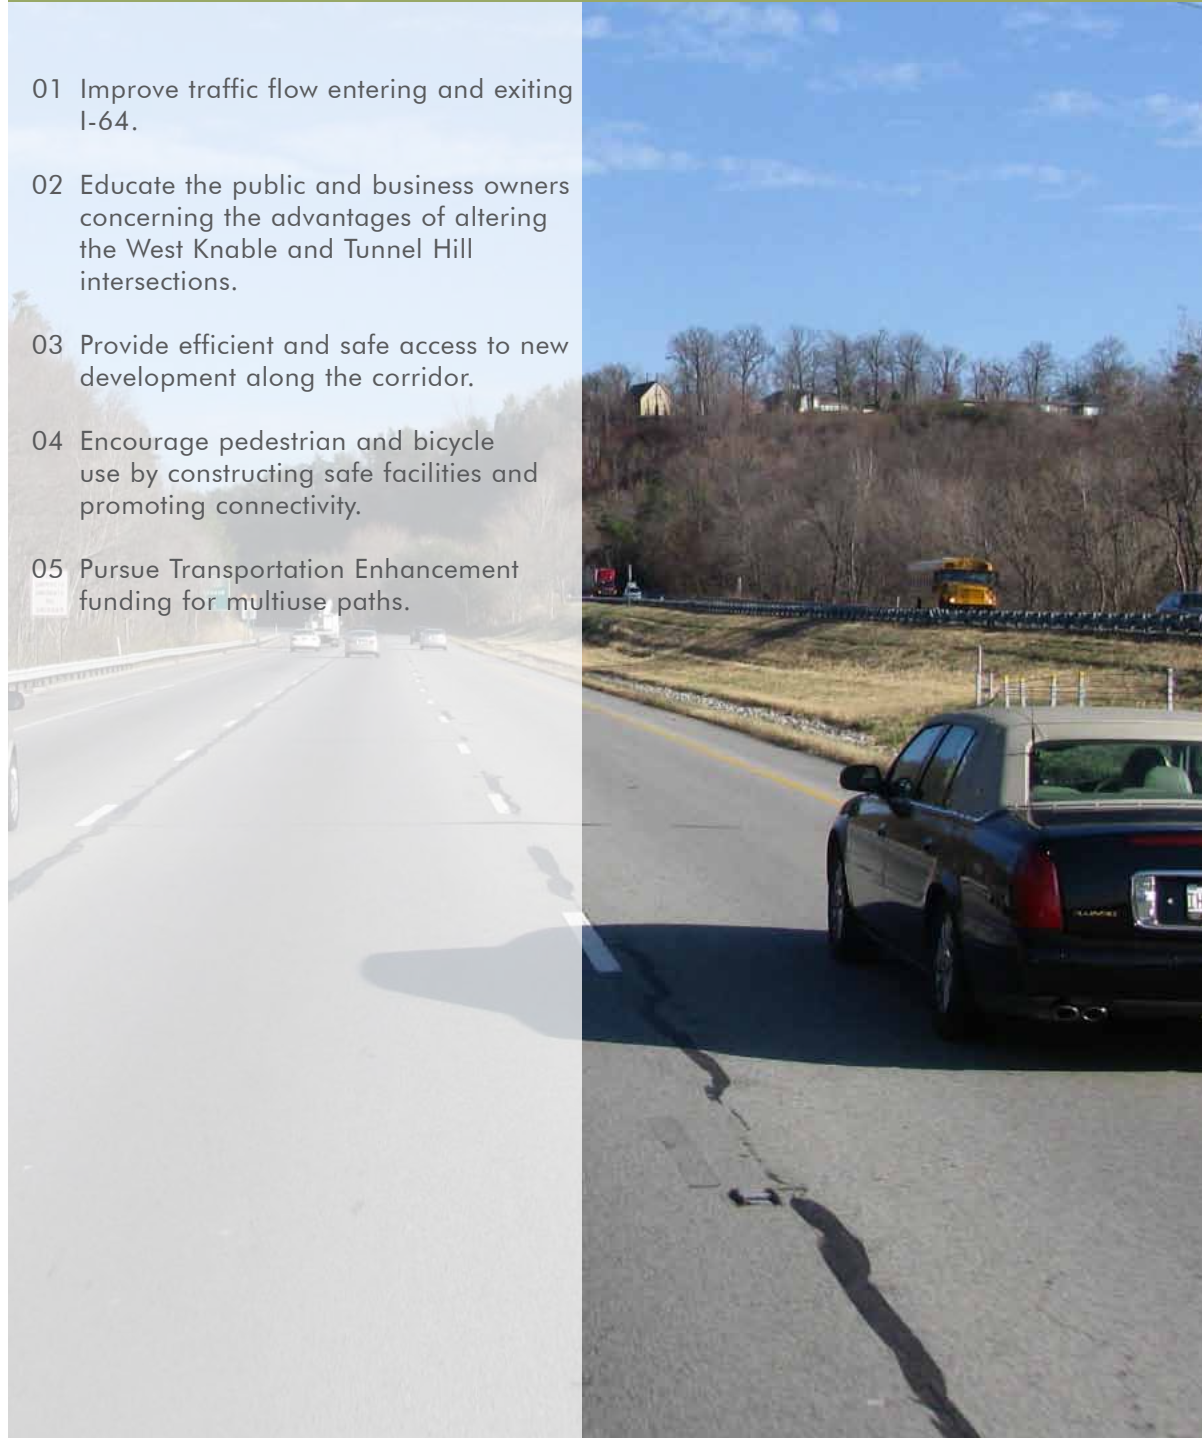 01 Improve traffic flow entering and exiting
I-64.
02 Educate the public and business owners
concerning the advantages of altering
the West Knable and Tunnel Hill
intersections.
03 Provide efficient and safe access to new
development along the corridor.
04 Encourage pedestrian and bicycle
use by constructing safe facilities and
promoting connectivity.
05 Pursue Transportation Enhancement
funding for multiuse paths.